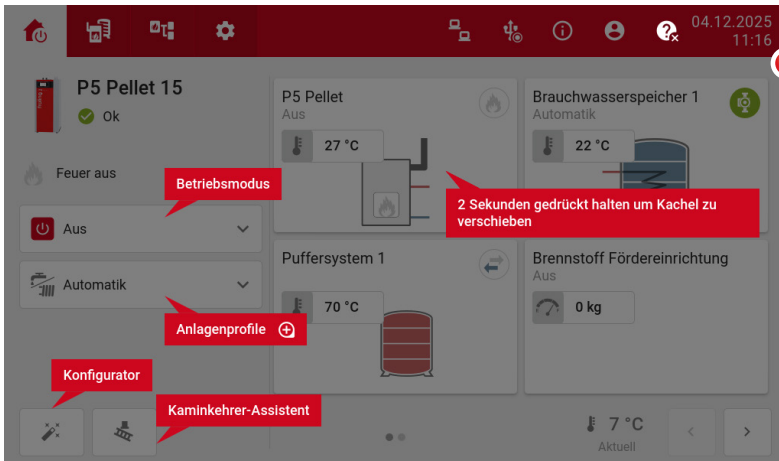 04.12.2025
11:16
P5 Pellet 15
Ok
Feuer aus
Betriebsmodus
Aus
Automatik
Anlagenprofile
Konfigurator
Kaminkehrer-Assistent
P5 Pellet
Aus
27 °C
Brauchwasserspeicher 1
Automatik
22 °C
2 Sekunden gedrückt halten um Kachel zu
verschieben
Puffersystem 1
70 °C
Brennstoff Fördereinrichtung
Aus
0 kg
7 °C
Aktuell